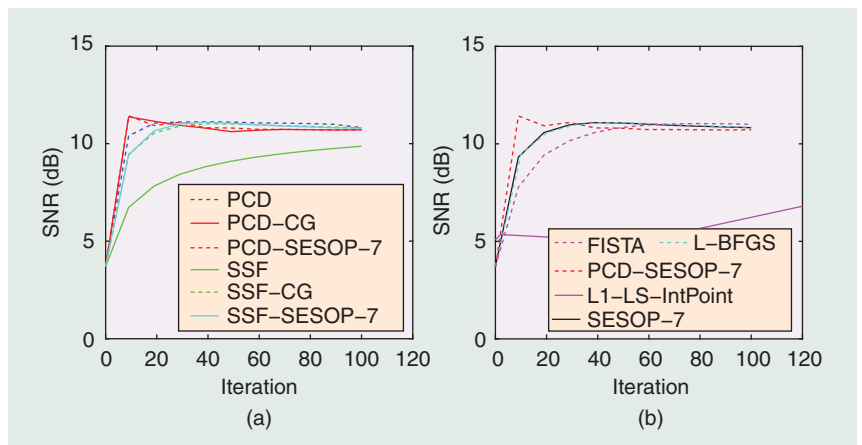 15
10
5
0
SNR (dB)
PCD
PCD-CG
PCD-SESOP-7
SSF
SSF-CG
SSF-SESOP-7
0 20 40 60 80 100 120
Iteration
(a)
15
10
5
0
SNR (dB)
FISTA L-BFGS
PCD-SESOP-7
L1-LS-IntPoint
SESOP-7
0 20 40 60 80 100 120
Iteration
(b)